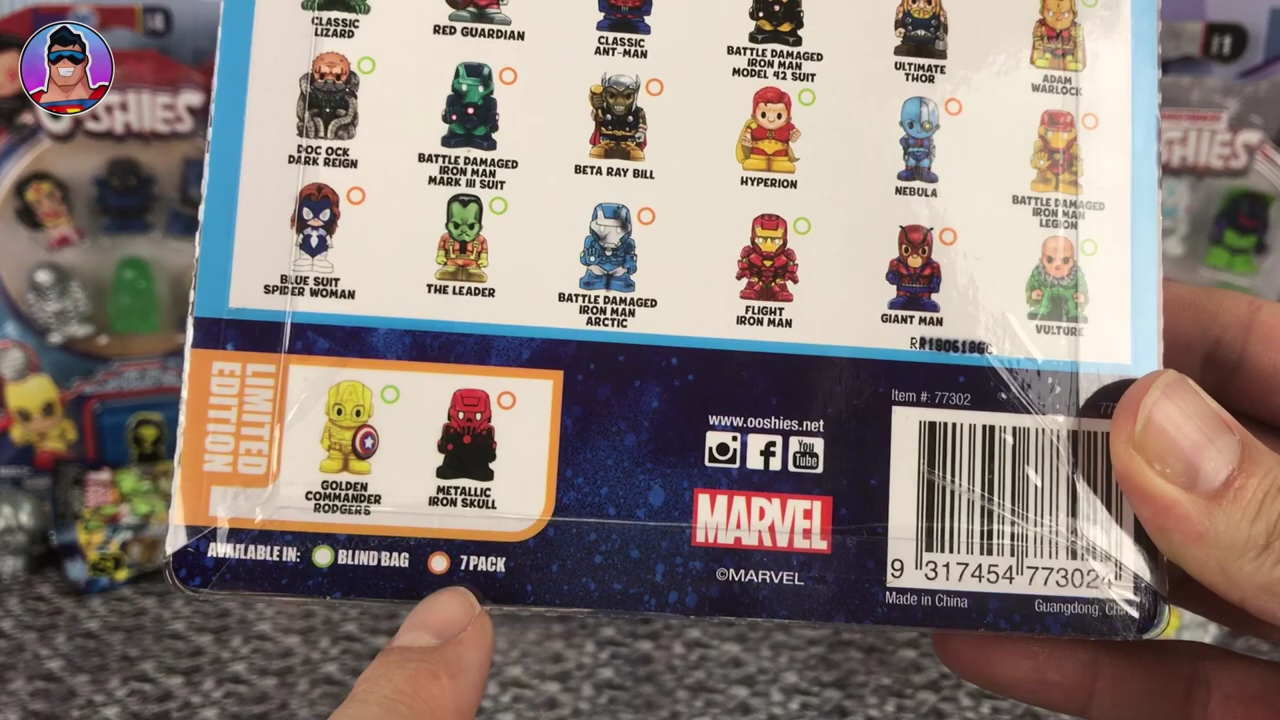 CLASSIC
LIZARD
RED GUARDIAN
CLASSIC
ANT-MAN
BATTLE DAMAGED
IRON MAN
MODEL 42 SUIT
ULTIMATE
THOR
ADAM
WARLOCK
DOC OCK
DARK REIGN
BATTLE DAMAGED
IRON MAN
MARK III SUIT
BETA RAY BILL
HYPERION
NEBULA
BATTLE DAMAGED
IRON MAN
LEGION
BLUE SUIT
SPIDER WOMAN
THE LEADER
BATTLE DAMAGED
IRON MAN
ARCTIC
FLIGHT
IRON MAN
GIANT MAN
VULTURE
LIMITED
EDITION
GOLDEN
COMMANDER
RODGERS
METALLIC
IRON SKULL
AVAILABLE IN: BLIND BAG 7 PACK
www.ooshies.net
You
Tube
MARVEL
©MARVEL
Item #: 77302
9 317454 773024
Made in China
Guangdong,